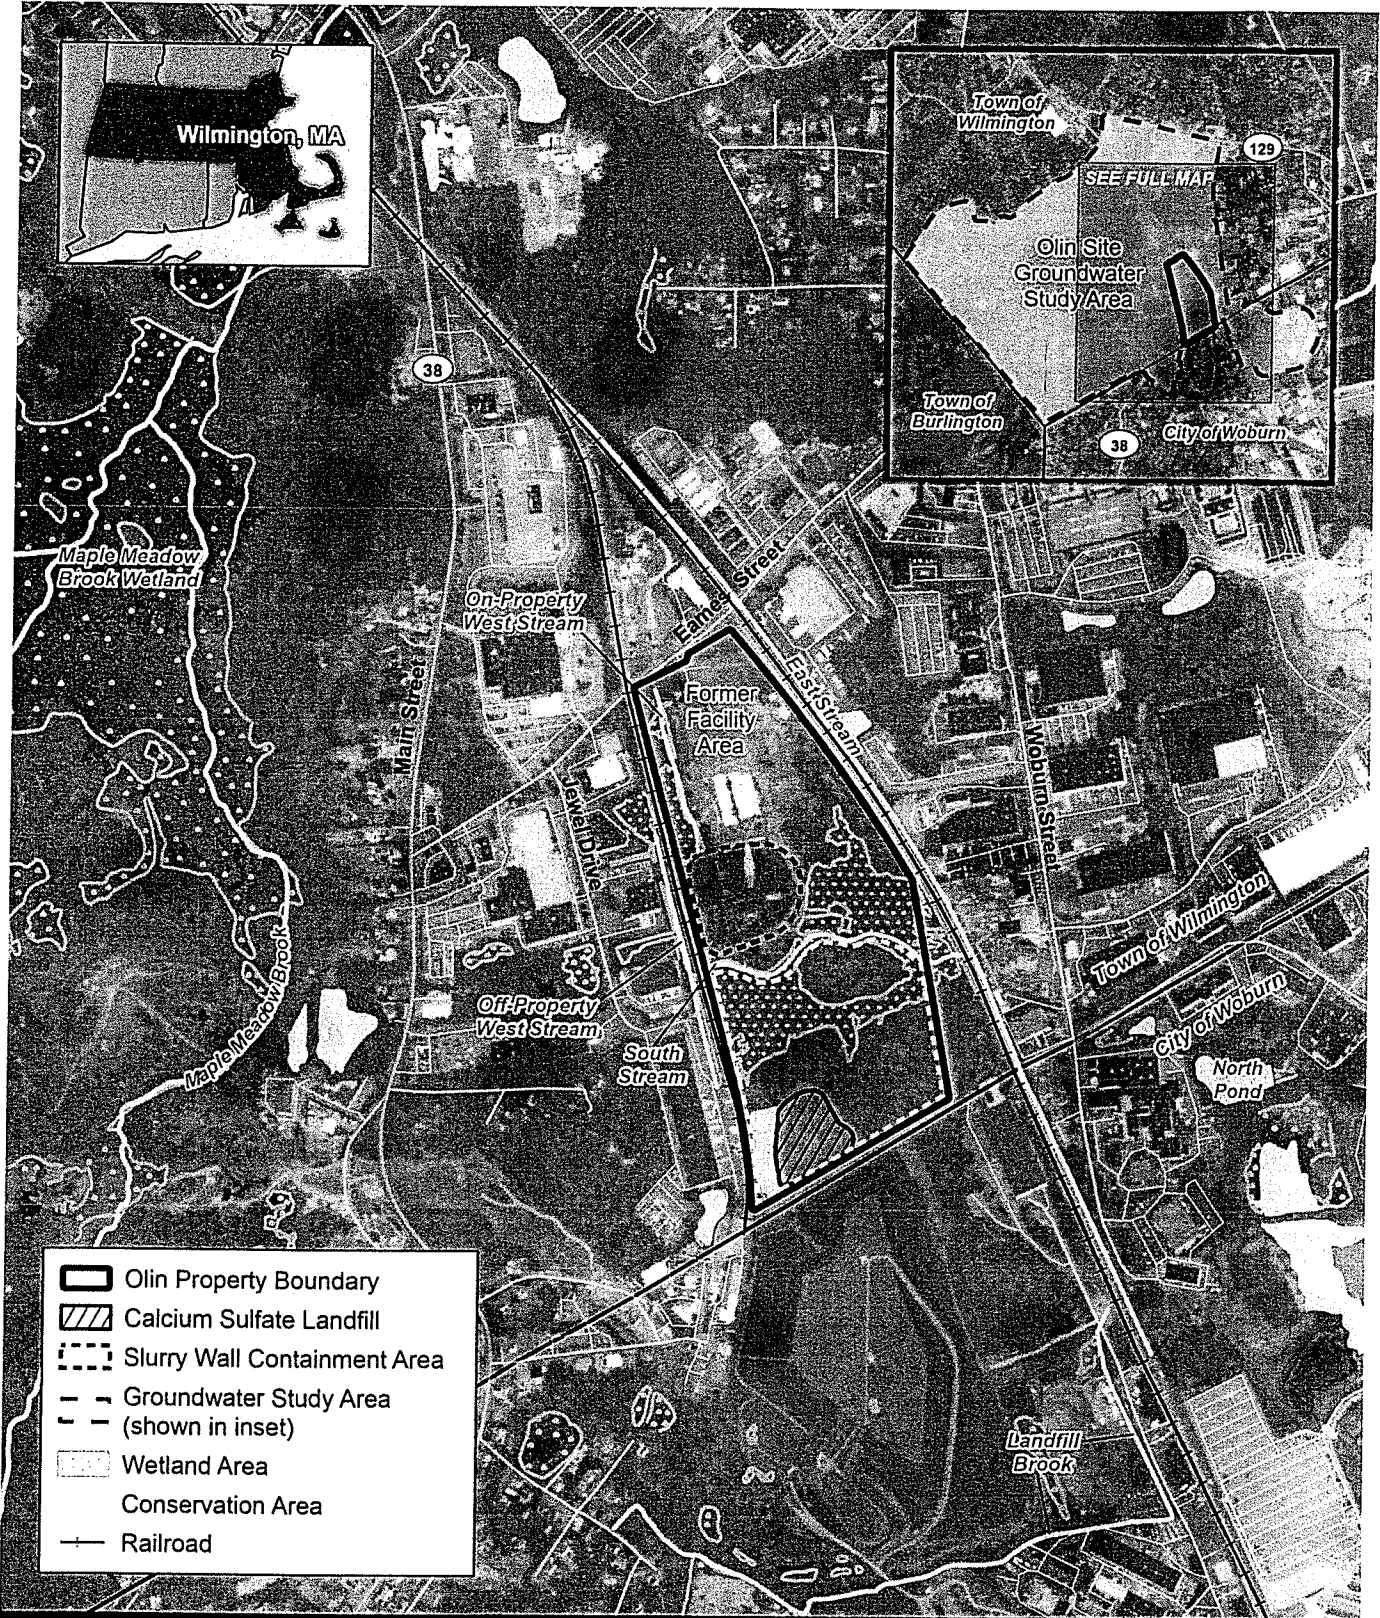 Wilmington, MA
Town of
Wilmington
129
SEE FULL MAP
Olin Site
Groundwater
Study Area
Town of
Burlington
38
City of Woburn
38
Maple Meadow
Brook Wetland
On-Property
West Stream
Eames Street
Main Street
Former
Facility
Area
East Stream
Jewel Drive
Woburn Street
Town of Wilmington
City of Woburn
Maple Meadow Brook
Off-Property
West Stream
South
Stream
North
Pond
Landfill
Brook
Olin Property Boundary
Calcium Sulfate Landfill
Slurry Wall Containment Area
Groundwater Study Area
(shown in inset)
Wetland Area
Conservation Area
Railroad